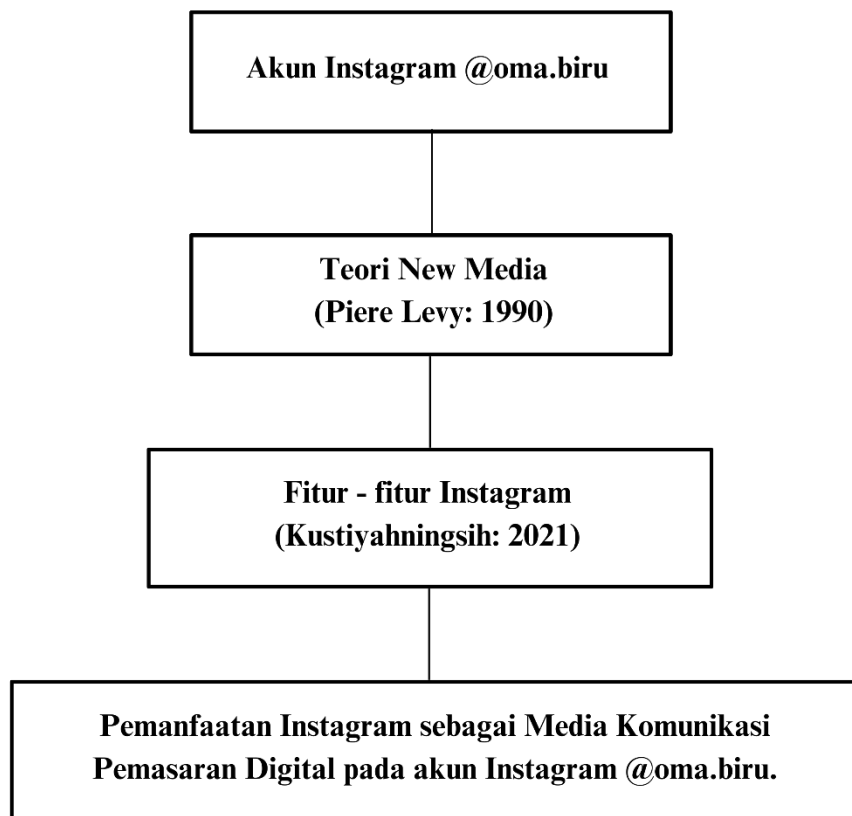 Akun Instagram @oma.biru
Teori New Media
(Piere Levy: 1990)
Fitur - fitur Instagram
(Kustiyahningsih: 2021)
Pemanfaatan Instagram sebagai Media Komunikasi
Pemasaran Digital pada akun Instagram @oma.biru.